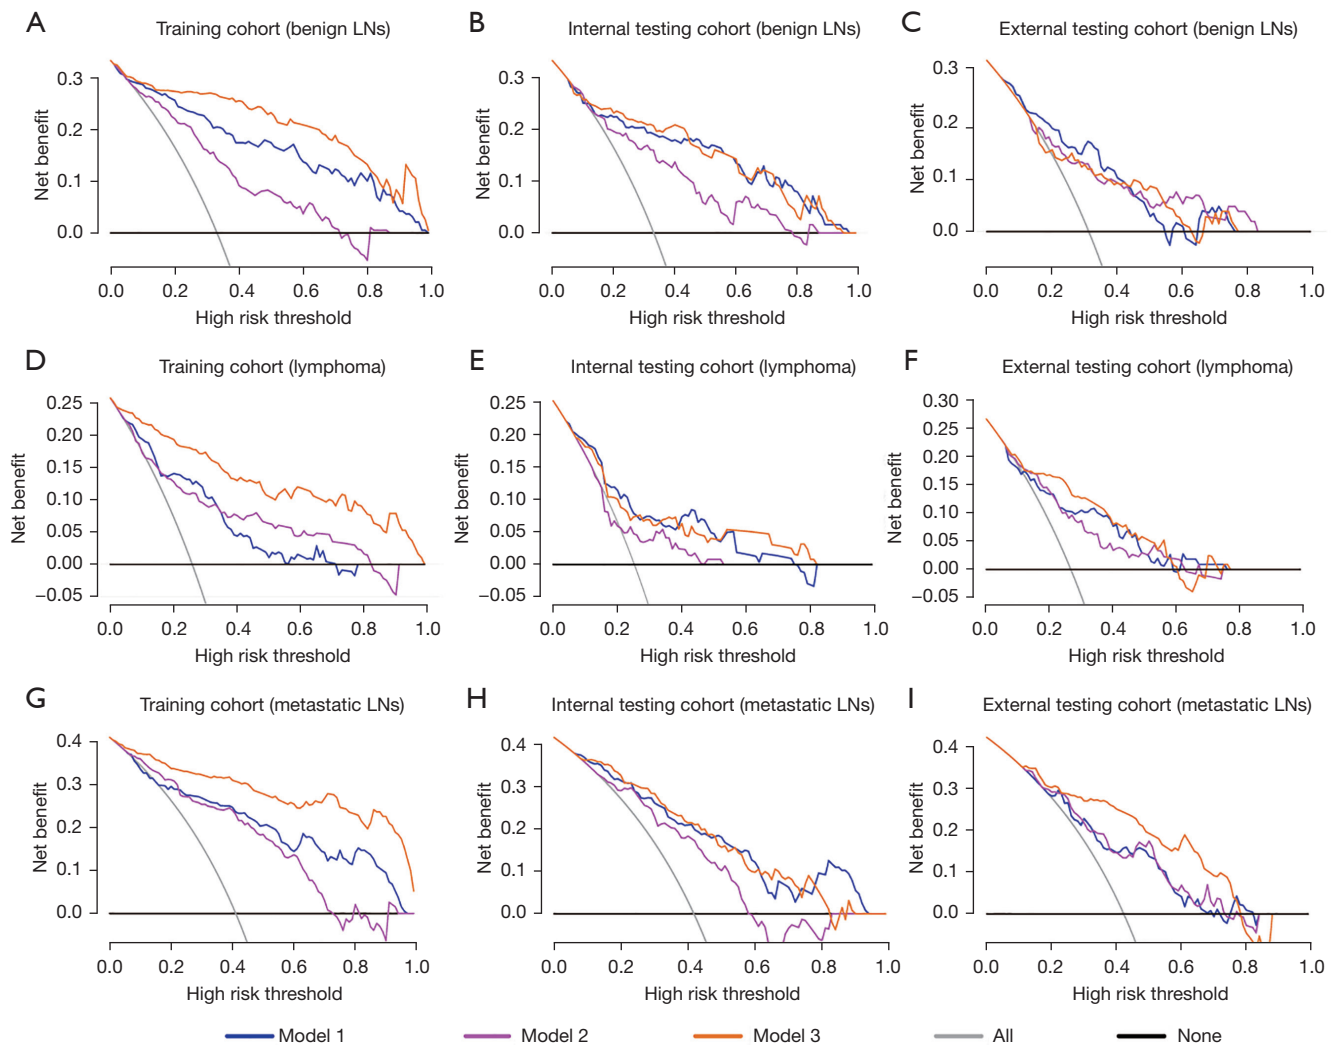 A
Training cohort (benign LNs)
Net benefit
0.3
0.2
0.1
0.0
0.0 0.2 0.4 0.6 0.8 1.0
High risk threshold
B
Internal testing cohort (benign LNs)
Net benefit
0.3
0.2
0.1
0.0
0.0 0.2 0.4 0.6 0.8 1.0
High risk threshold
C
External testing cohort (benign LNs)
Net benefit
0.3
0.2
0.1
0.0
0.0 0.2 0.4 0.6 0.8 1.0
High risk threshold
D
Training cohort (lymphoma)
Net benefit
0.25
0.20
0.15
0.10
0.05
0.00
−0.05
0.0 0.2 0.4 0.6 0.8 1.0
High risk threshold
E
Internal testing cohort (lymphoma)
Net benefit
0.25
0.20
0.15
0.10
0.05
0.00
−0.05
0.0 0.2 0.4 0.6 0.8 1.0
High risk threshold
F
External testing cohort (lymphoma)
Net benefit
0.30
0.25
0.20
0.15
0.10
0.05
0.00
−0.05
0.0 0.2 0.4 0.6 0.8 1.0
High risk threshold
G
Training cohort (metastatic LNs)
Net benefit
0.4
0.3
0.2
0.1
0.0
0.0 0.2 0.4 0.6 0.8 1.0
High risk threshold
H
Internal testing cohort (metastatic LNs)
Net benefit
0.4
0.3
0.2
0.1
0.0
0.0 0.2 0.4 0.6 0.8 1.0
High risk threshold
I
External testing cohort (metastatic LNs)
Net benefit
0.4
0.3
0.2
0.1
0.0
0.0 0.2 0.4 0.6 0.8 1.0
High risk threshold
Model 1 Model 2 Model 3 All None